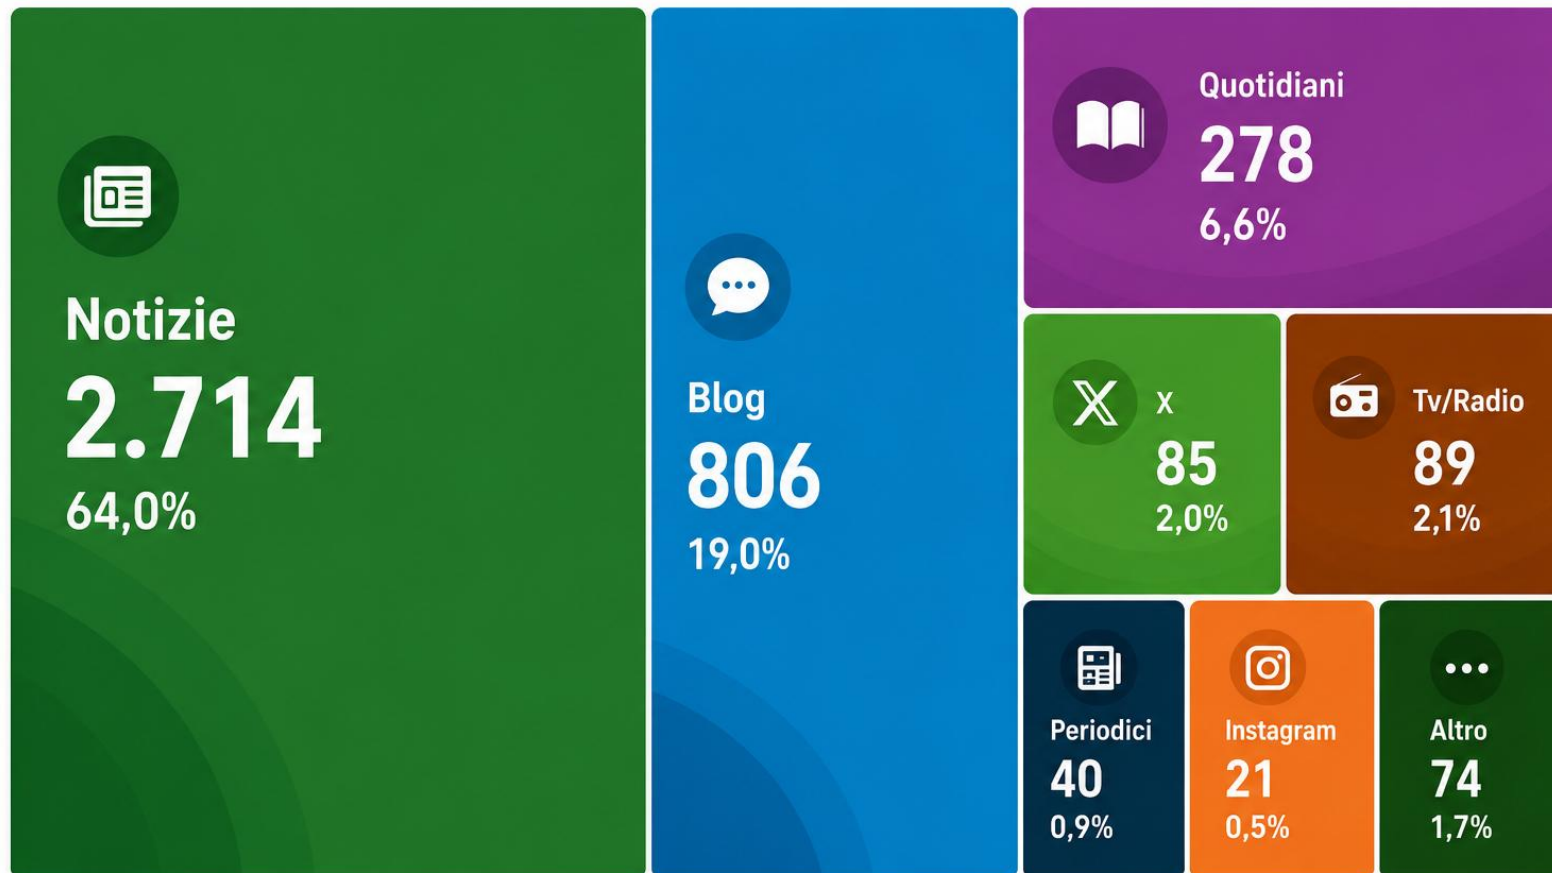 Notizie
2.714
64,0%
Blog
806
19,0%
Quotidiani
278
6,6%
X
85
2,0%
Tv/Radio
89
2,1%
Periodici
40
0,9%
Instagram
21
0,5%
Altro
74
1,7%